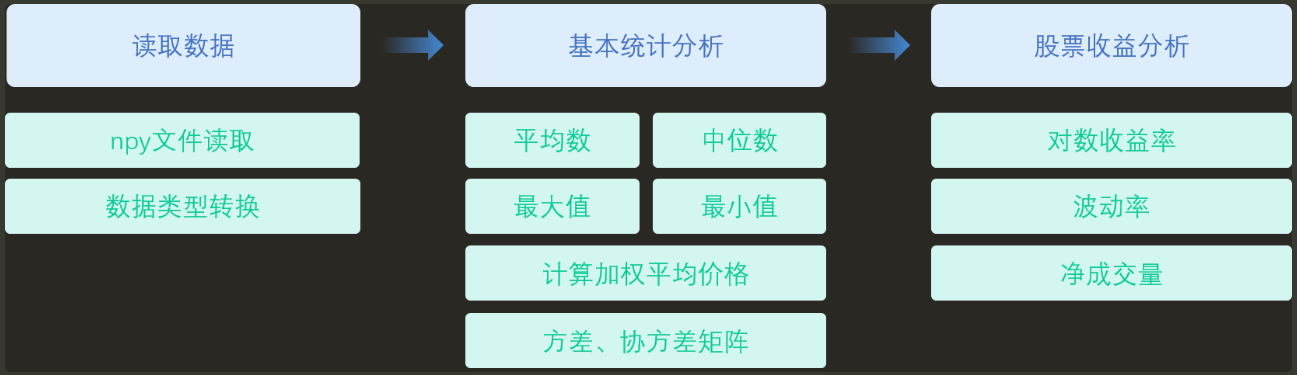 读取数据
基本统计分析
股票收益分析
npy文件读取
平均数
中位数
对数收益率
数据类型转换
最大值
最小值
波动率
计算加权平均价格
净成交量
方差、协方差矩阵